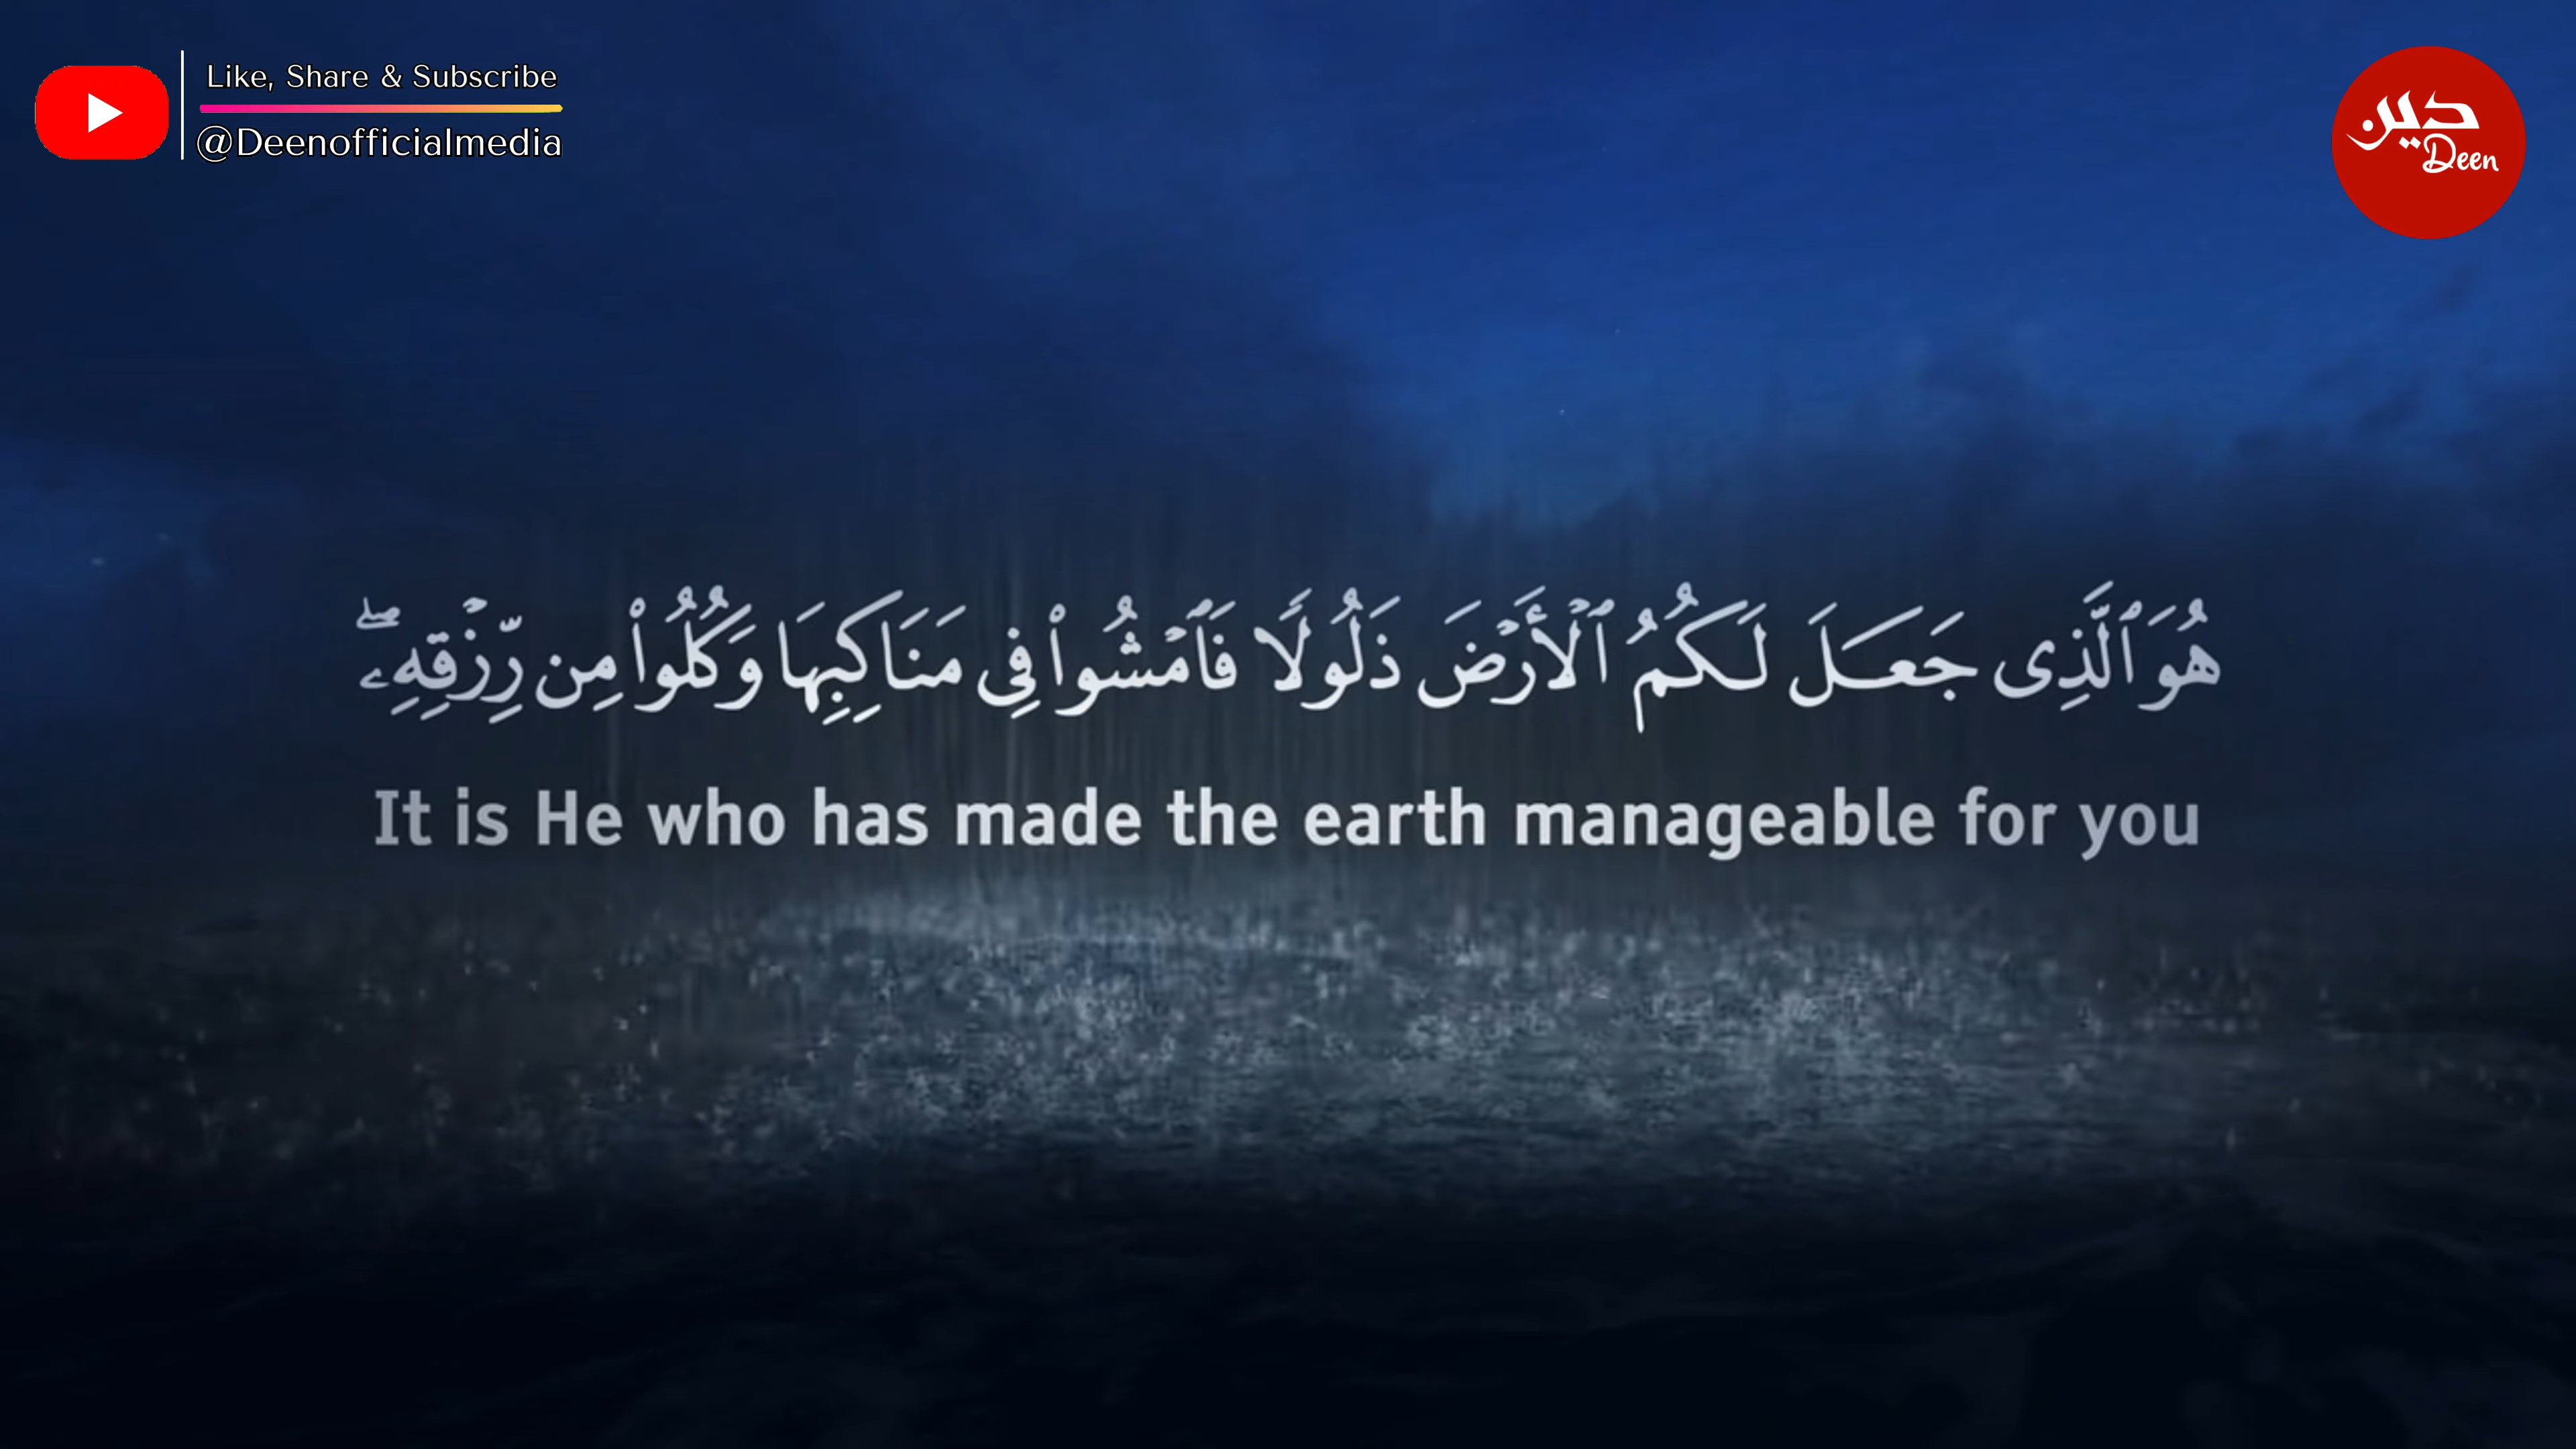 Like, Share & Subscribe
@Deenofficialmedia
دين
Deen
هُوَ ٱلَّذِى جَعَلَ لَكُمُ ٱلْأَرْضَ ذَلُولًا فَٱمْشُوا۟ فِى مَنَاكِبِهَا وَكُلُوا۟ مِن رِّزْقِهِۦ ۖ
It is He who has made the earth manageable for you